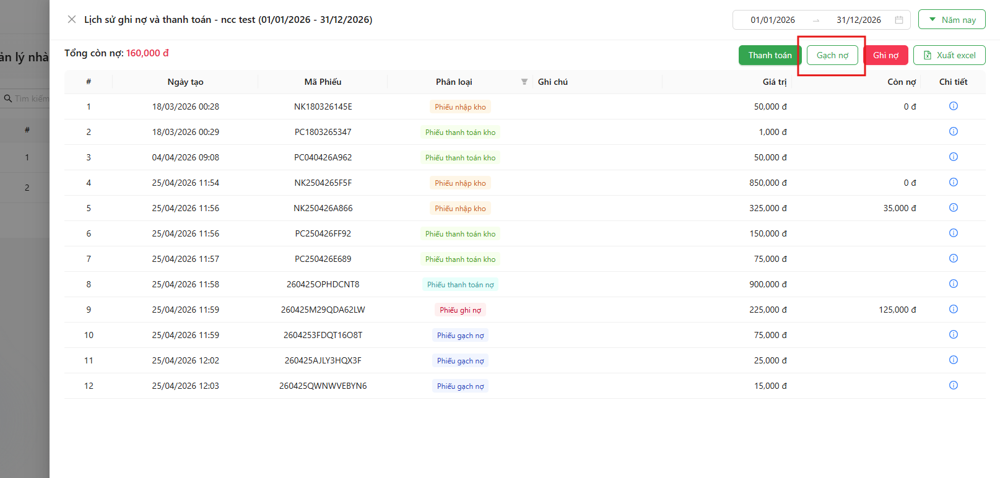 Lịch sử ghi nợ và thanh toán - ncc test (01/01/2026 - 31/12/2026)
01/01/2026 → 31/12/2026
Năm nay
ản lý nhà
Tổng còn nợ: 160,000 đ
Thanh toán
Gạch nợ
Ghi nợ
Xuất excel
Tìm kiếm
#
1
2
# Ngày tạo Mã Phiếu Phân loại Ghi chú Giá trị Còn nợ Chi tiết
1 18/03/2026 00:28 NK180326145E Phiếu nhập kho 50,000 đ 0 đ
2 18/03/2026 00:29 PC1803265347 Phiếu thanh toán kho 1,000 đ
3 04/04/2026 09:08 PC040426A962 Phiếu thanh toán kho 50,000 đ
4 25/04/2026 11:54 NK2504265F5F Phiếu nhập kho 850,000 đ 0 đ
5 25/04/2026 11:56 NK250426A866 Phiếu nhập kho 325,000 đ 35,000 đ
6 25/04/2026 11:56 PC250426FF92 Phiếu thanh toán kho 150,000 đ
7 25/04/2026 11:57 PC250426E689 Phiếu thanh toán kho 75,000 đ
8 25/04/2026 11:58 260425OPHDCNT8 Phiếu thanh toán nợ 900,000 đ
9 25/04/2026 11:59 260425M29QDA62LW Phiếu ghi nợ 225,000 đ 125,000 đ
10 25/04/2026 11:59 2604253FDQT16O8T Phiếu gạch nợ 75,000 đ
11 25/04/2026 12:02 260425AJLY3HQX3F Phiếu gạch nợ 25,000 đ
12 25/04/2026 12:03 260425QWNWVEBYN6 Phiếu gạch nợ 15,000 đ